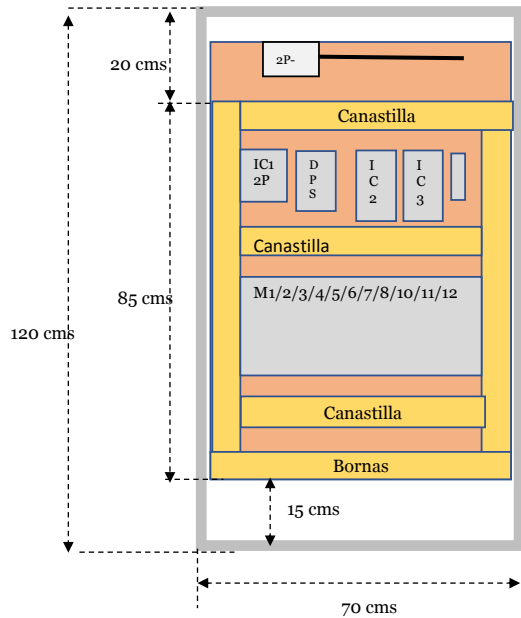 20 cms
2P-
Canastilla
IC1
2P
D
P
S
I
C
2
I
C
3
Canastilla
85 cms
M1/2/3/4/5/6/7/8/10/11/12
120 cms
Canastilla
Bornas
15 cms
70 cms